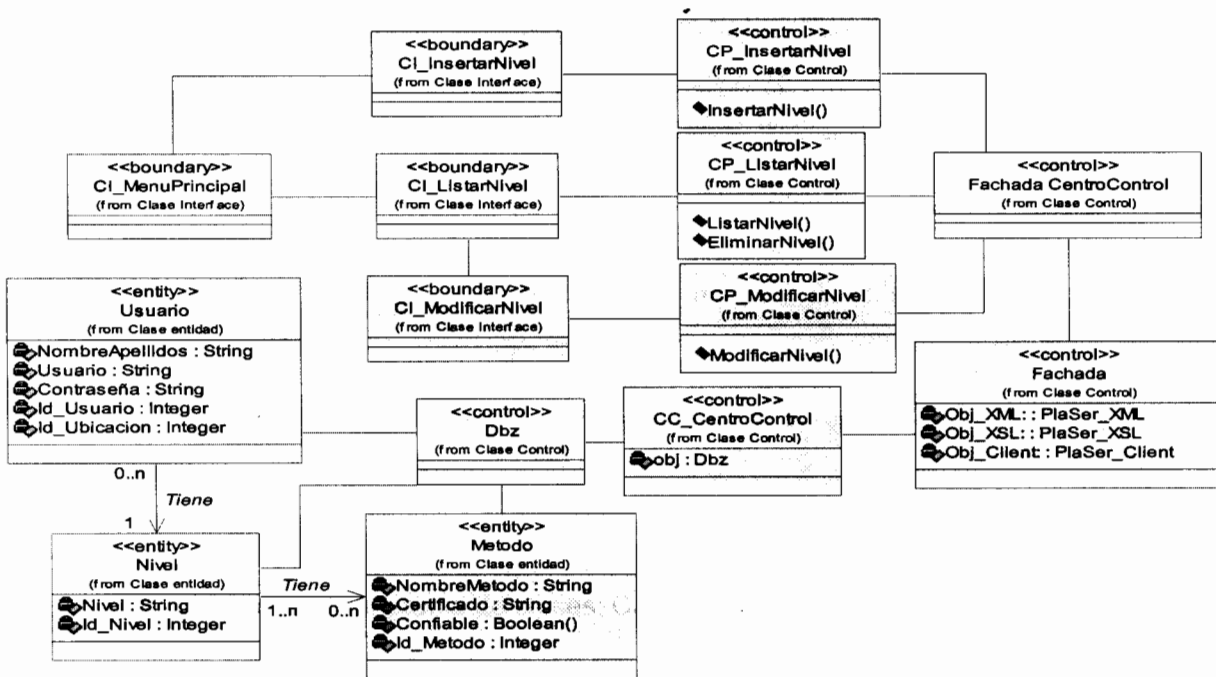 <<boundary>>
CI_InsertarNivel
(from Clase Interface)
<<control>>
CP_InsertarNivel
(from Clase Control)
InsertarNivel()
<<boundary>>
CI_MenuPrincipal
(from Clase Interface)
<<boundary>>
CI_ListarNivel
(from Clase Interface)
<<control>>
CP_ListarNivel
(from Clase Control)
ListarNivel()
EliminarNivel()
<<control>>
Fachada CentroControl
(from Clase Control)
<<boundary>>
CI_ModificarNivel
(from Clase Interface)
<<control>>
CP_ModificarNivel
(from Clase Control)
ModificarNivel()
<<entity>>
Usuario
(from Clase entidad)
NombreApellidos : String
Usuario : String
Contraseña : String
Id_Usuario : Integer
Id_Ubicacion : Integer
<<control>>
Dbz
(from Clase Control)
<<control>>
CC_CentroControl
(from Clase Control)
obj : Dbz
<<control>>
Fachada
(from Clase Control)
Obj_XML: : PlaSer_XML
Obj_XSL: : PlaSer_XSL
Obj_Client: : PlaSer_Client
0..n
Tiene
1
<<entity>>
Nivel
(from Clase entidad)
Nivel : String
Id_Nivel : Integer
Tiene
1..n
0..n
<<entity>>
Metodo
(from Clase entidad)
NombreMetodo : String
Certificado : String
Confiable : Boolean()
Id_Metodo : Integer